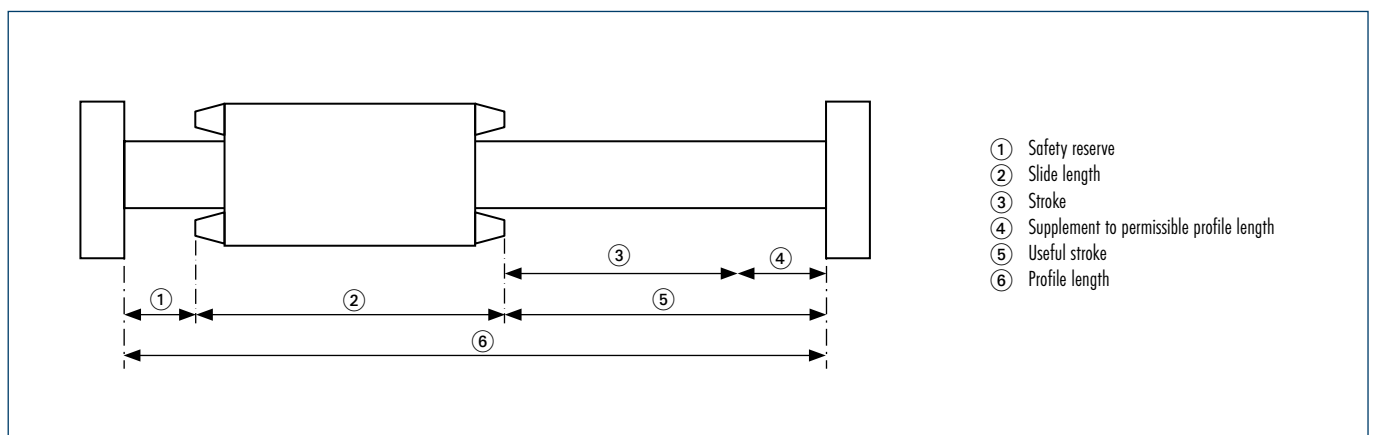 ③ ④
① ② ⑤
⑥
① Safety reserve
② Slide length
③ Stroke
④ Supplement to permissible profile length
⑤ Useful stroke
⑥ Profile length